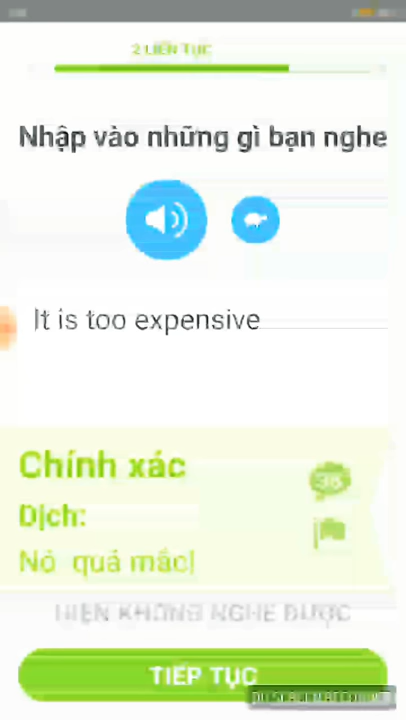 2 LIÊN TỤC
Nhập vào những gì bạn nghe
It is too expensive
Chính xác
36
Dịch:
Nó quá mắc
HIỆN KHÔNG NGHE ĐƯỢC
TIẾP TỤC